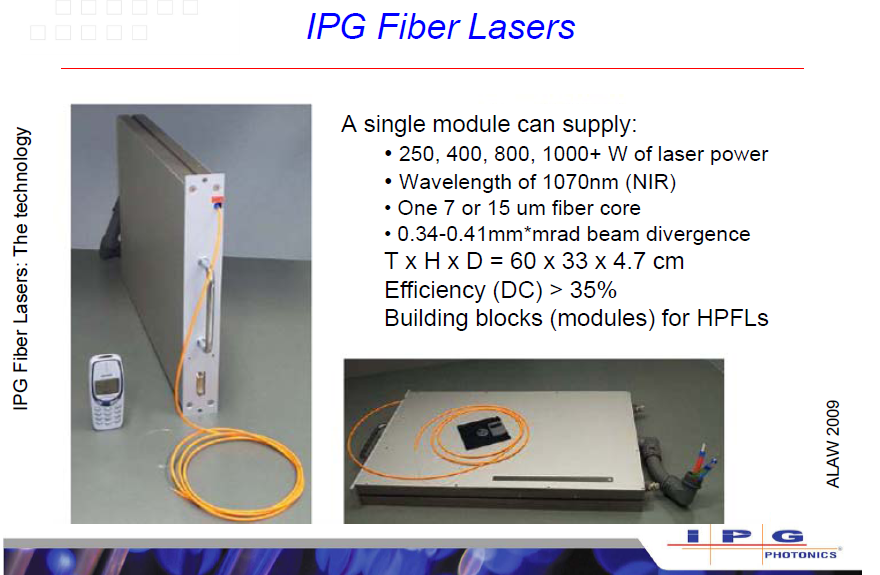 IPG Fiber Lasers
IPG Fiber Lasers: The technology
A single module can supply:
• 250, 400, 800, 1000+ W of laser power
• Wavelength of 1070nm (NIR)
• One 7 or 15 um fiber core
• 0.34-0.41mm*mrad beam divergence
T x H x D = 60 x 33 x 4.7 cm
Efficiency (DC) > 35%
Building blocks (modules) for HPFLs
ALAW 2009
IPG
PHOTONICS